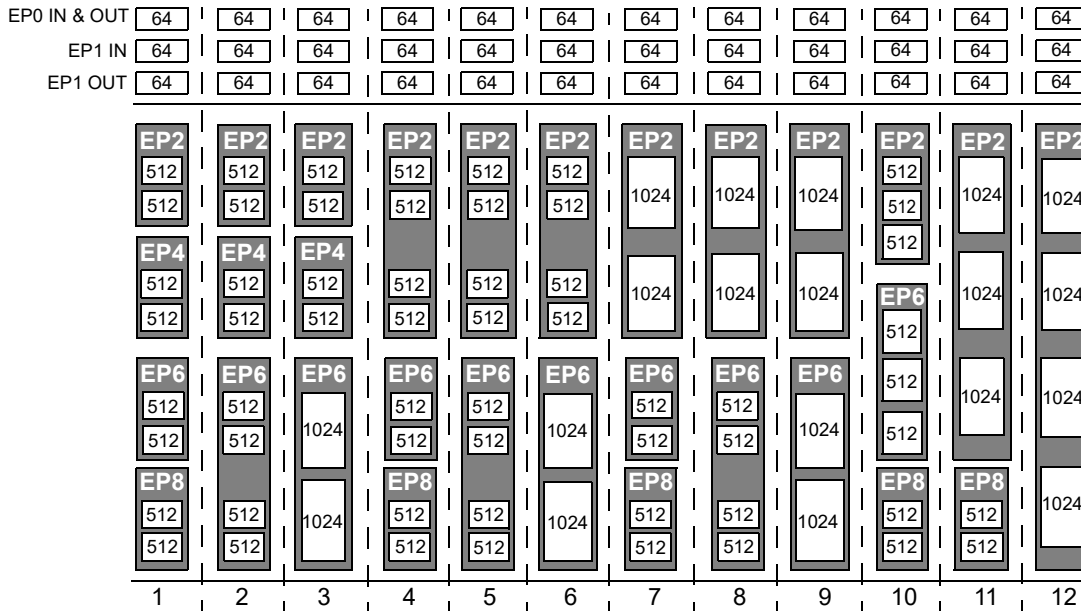 EP0 IN & OUT 64 64 64 64 64 64 64 64 64 64 64 64
EP1 IN 64 64 64 64 64 64 64 64 64 64 64 64
EP1 OUT 64 64 64 64 64 64 64 64 64 64 64 64
EP2 EP2 EP2 EP2 EP2 EP2 EP2 EP2 EP2 EP2 EP2 EP2
512 512 512 512 512 512 512
1024 1024 1024 1024 1024
512 512 512 512 512 512 512
512
EP4 EP4 EP4
512 512 512 512 512 512
1024 1024 1024 EP6 1024 1024
512 512 512 512 512 512
512
EP6 EP6 EP6 EP6 EP6 EP6 EP6 EP6 EP6
512
1024 1024
512 512 512 512 512 512
1024 1024 1024 512
512 512 512 512 512 512
EP8 EP8 EP8 EP8 EP8
1024
512 512 512 512 512 512 512 512
1024 1024 1024
512 512 512 512 512 512 512 512
1 2 3 4 5 6 7 8 9 10 11 12